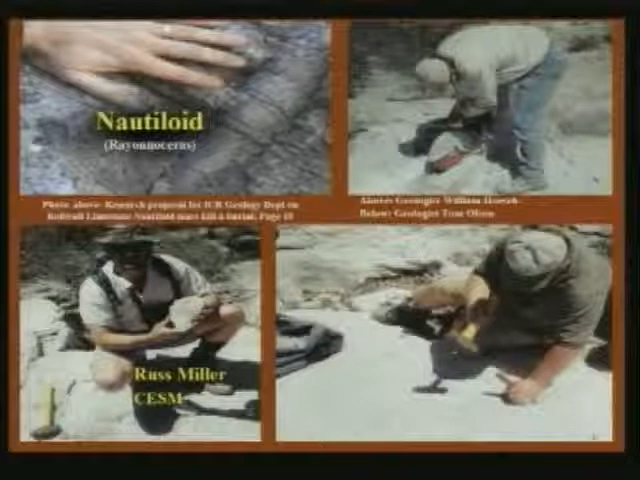 Nautiloid
(Rayonnoceras)
Photo above: Research proposal for ICR Geology Dept on
Redwall Limestone Nautiloid mass kill & burial, Page 10
Above: Geologist William Hoesch
Below: Geologist Tom Olson
Russ Miller
CESM